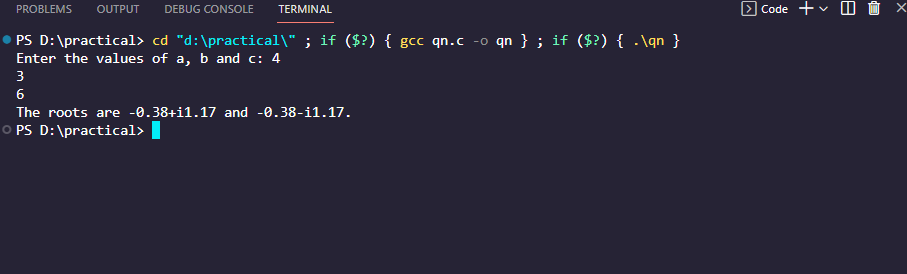 PROBLEMS OUTPUT DEBUG CONSOLE TERMINAL Code
PS D:\practical> cd "d:\practical\" ; if ($?) { gcc qn.c -o qn } ; if ($?) { .\qn }
Enter the values of a, b and c: 4
3
6
The roots are -0.38+i1.17 and -0.38-i1.17.
PS D:\practical>